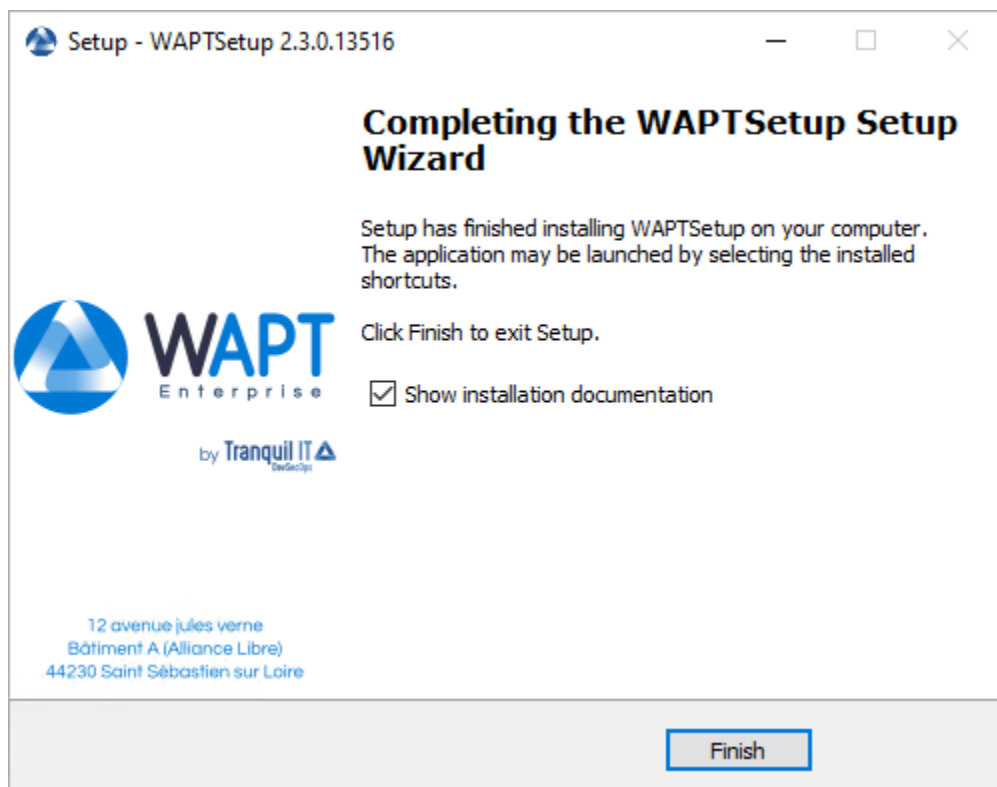 Setup - WAPTSetup 2.3.0.13516
Completing the WAPTSetup Setup
Wizard
Setup has finished installing WAPTSetup on your computer.
The application may be launched by selecting the installed
shortcuts.
Click Finish to exit Setup.
Show installation documentation
WAPT
Enterprise
by Tranquil IT
DevSecOps
12 avenue jules verne
Bâtiment A (Alliance Libre)
44230 Saint Sébastien sur Loire
Finish